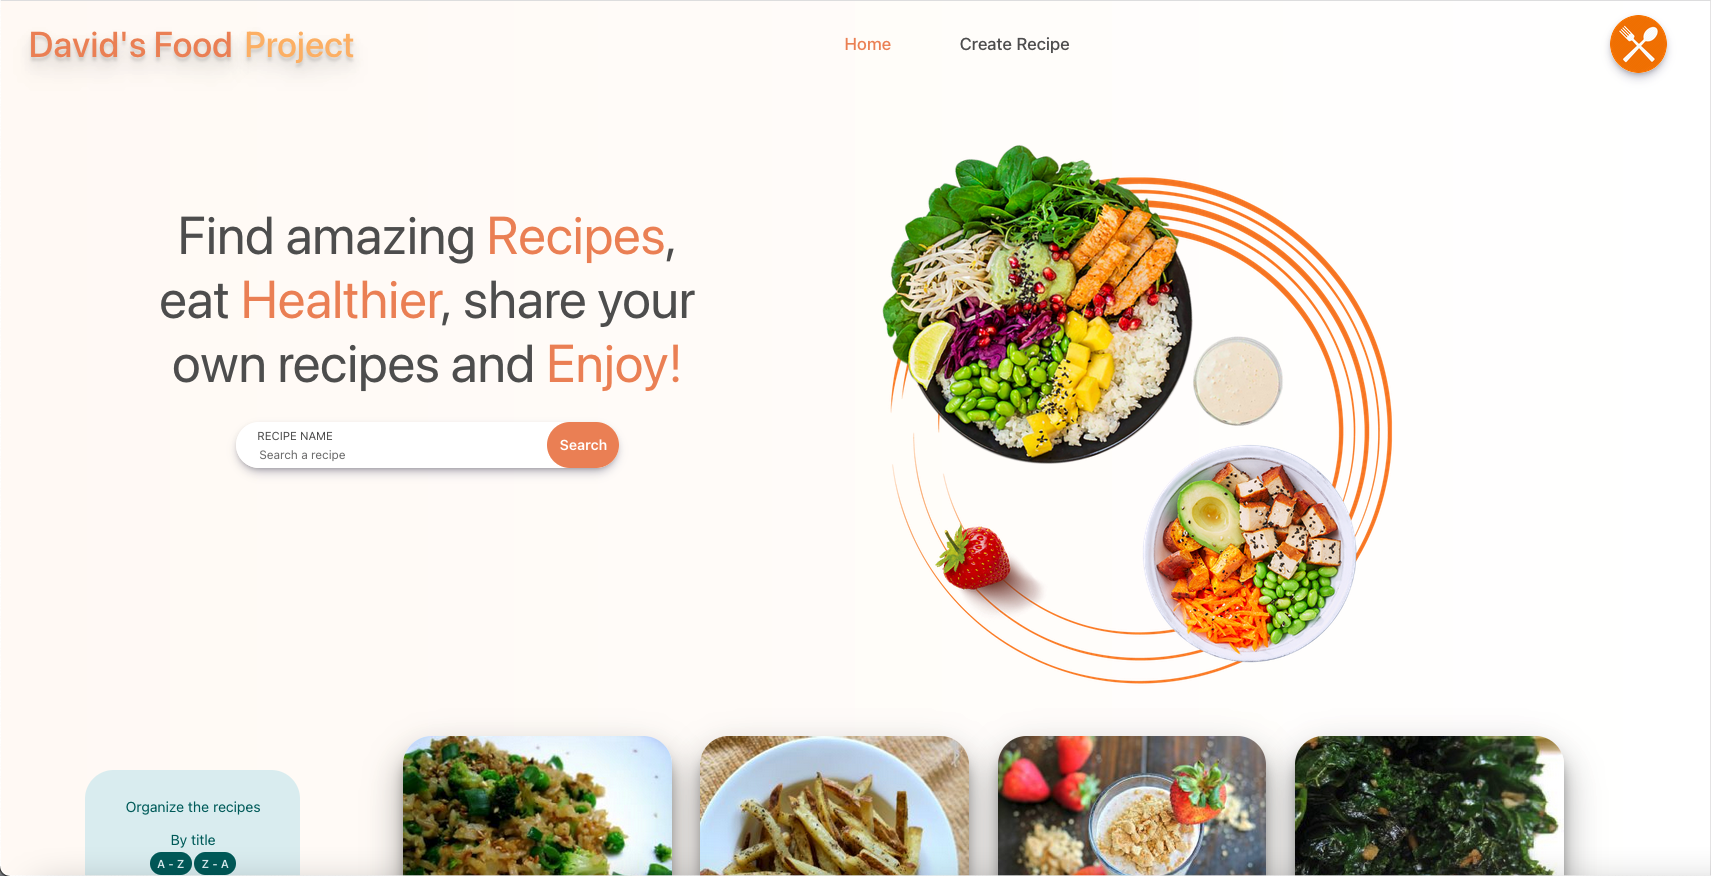 David's Food Project
Home
Create Recipe
Find amazing Recipes,
eat Healthier, share your
own recipes and Enjoy!
RECIPE NAME
Search a recipe
Search
Organize the recipes
By title
A - Z
Z - A